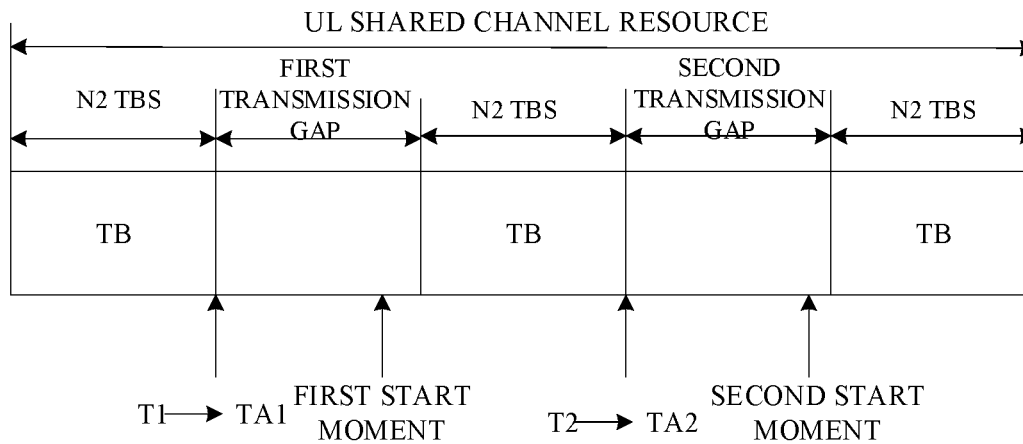 UL SHARED CHANNEL RESOURCE
N2 TBS
FIRST
TRANSMISSION
GAP
N2 TBS
SECOND
TRANSMISSION
GAP
N2 TBS
TB
TB
TB
T1 TA1
FIRST START
MOMENT
T2 TA2
SECOND START
MOMENT